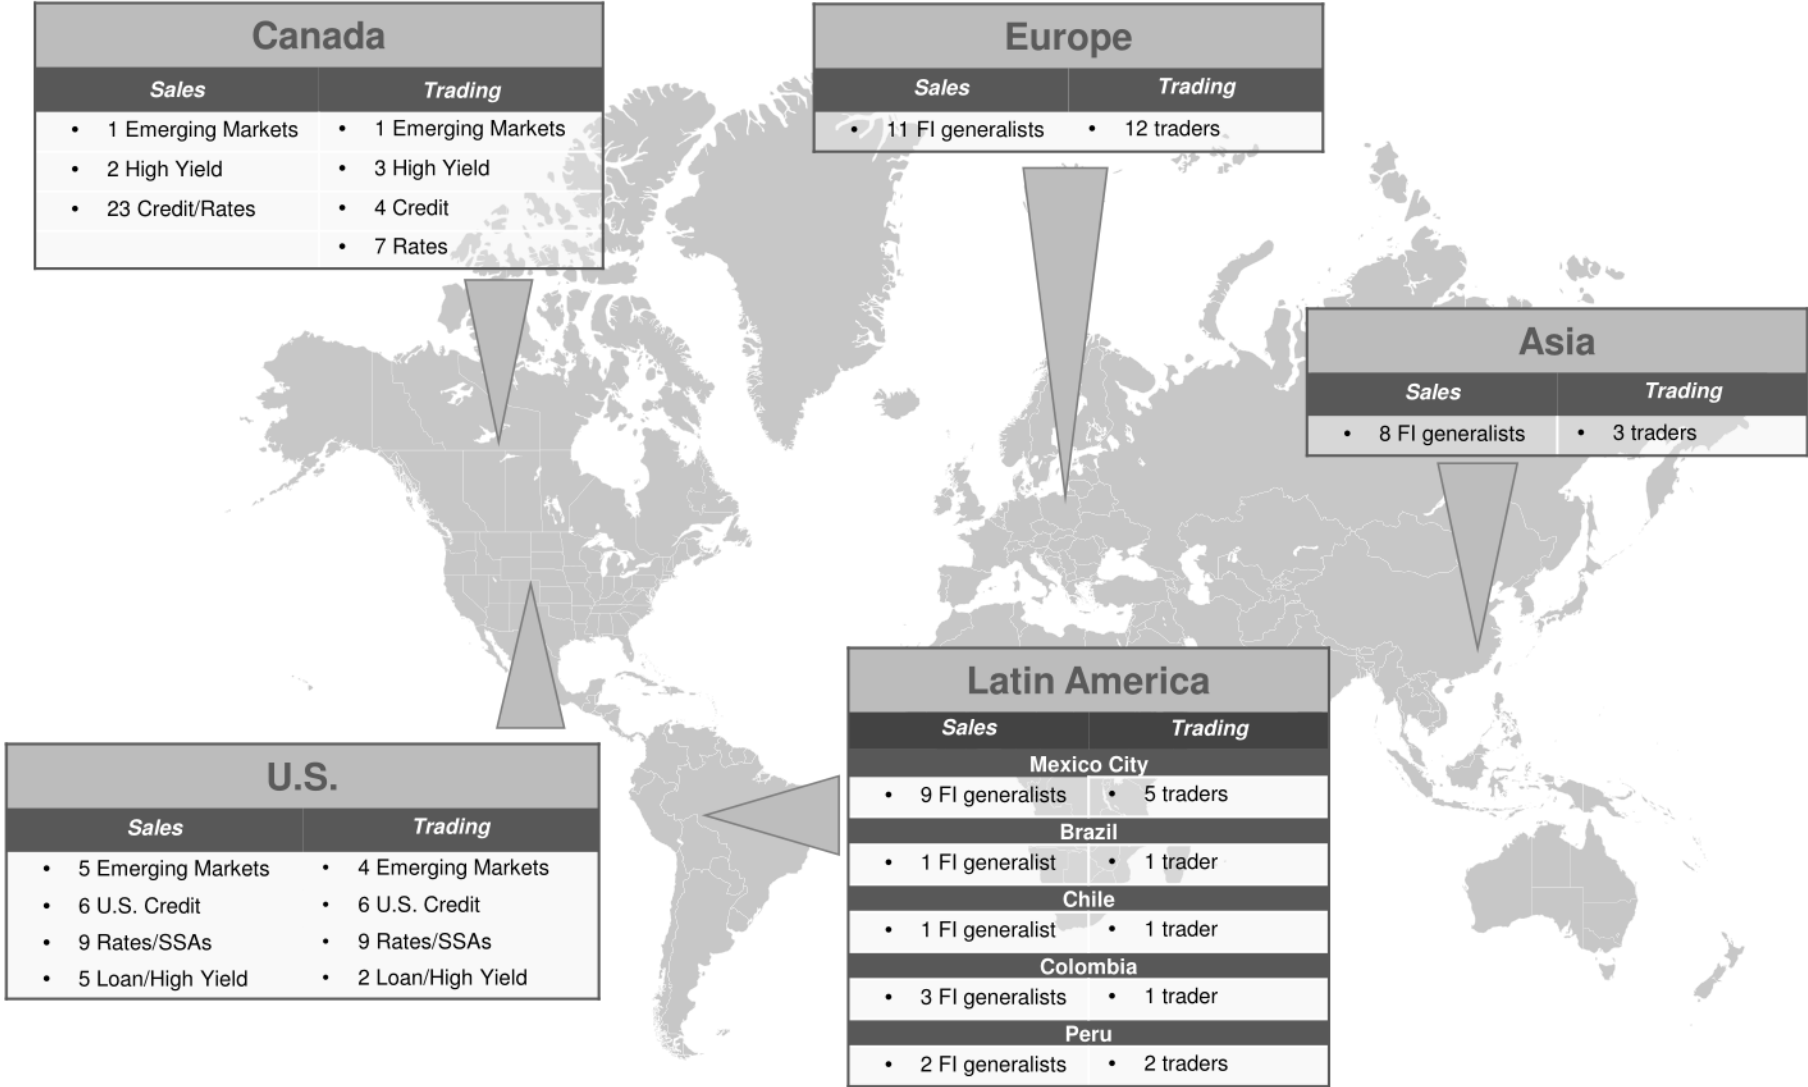 Canada
Sales Trading
• 1 Emerging Markets • 1 Emerging Markets
• 2 High Yield • 3 High Yield
• 23 Credit/Rates • 4 Credit
• 7 Rates
Europe
Sales Trading
• 11 FI generalists • 12 traders
Asia
Sales Trading
• 8 FI generalists • 3 traders
U.S.
Sales Trading
• 5 Emerging Markets • 4 Emerging Markets
• 6 U.S. Credit • 6 U.S. Credit
• 9 Rates/SSAs • 9 Rates/SSAs
• 5 Loan/High Yield • 2 Loan/High Yield
Latin America
Sales Trading
Mexico City
• 9 FI generalists • 5 traders
Brazil
• 1 FI generalist • 1 trader
Chile
• 1 FI generalist • 1 trader
Colombia
• 3 FI generalists • 1 trader
Peru
• 2 FI generalists • 2 traders